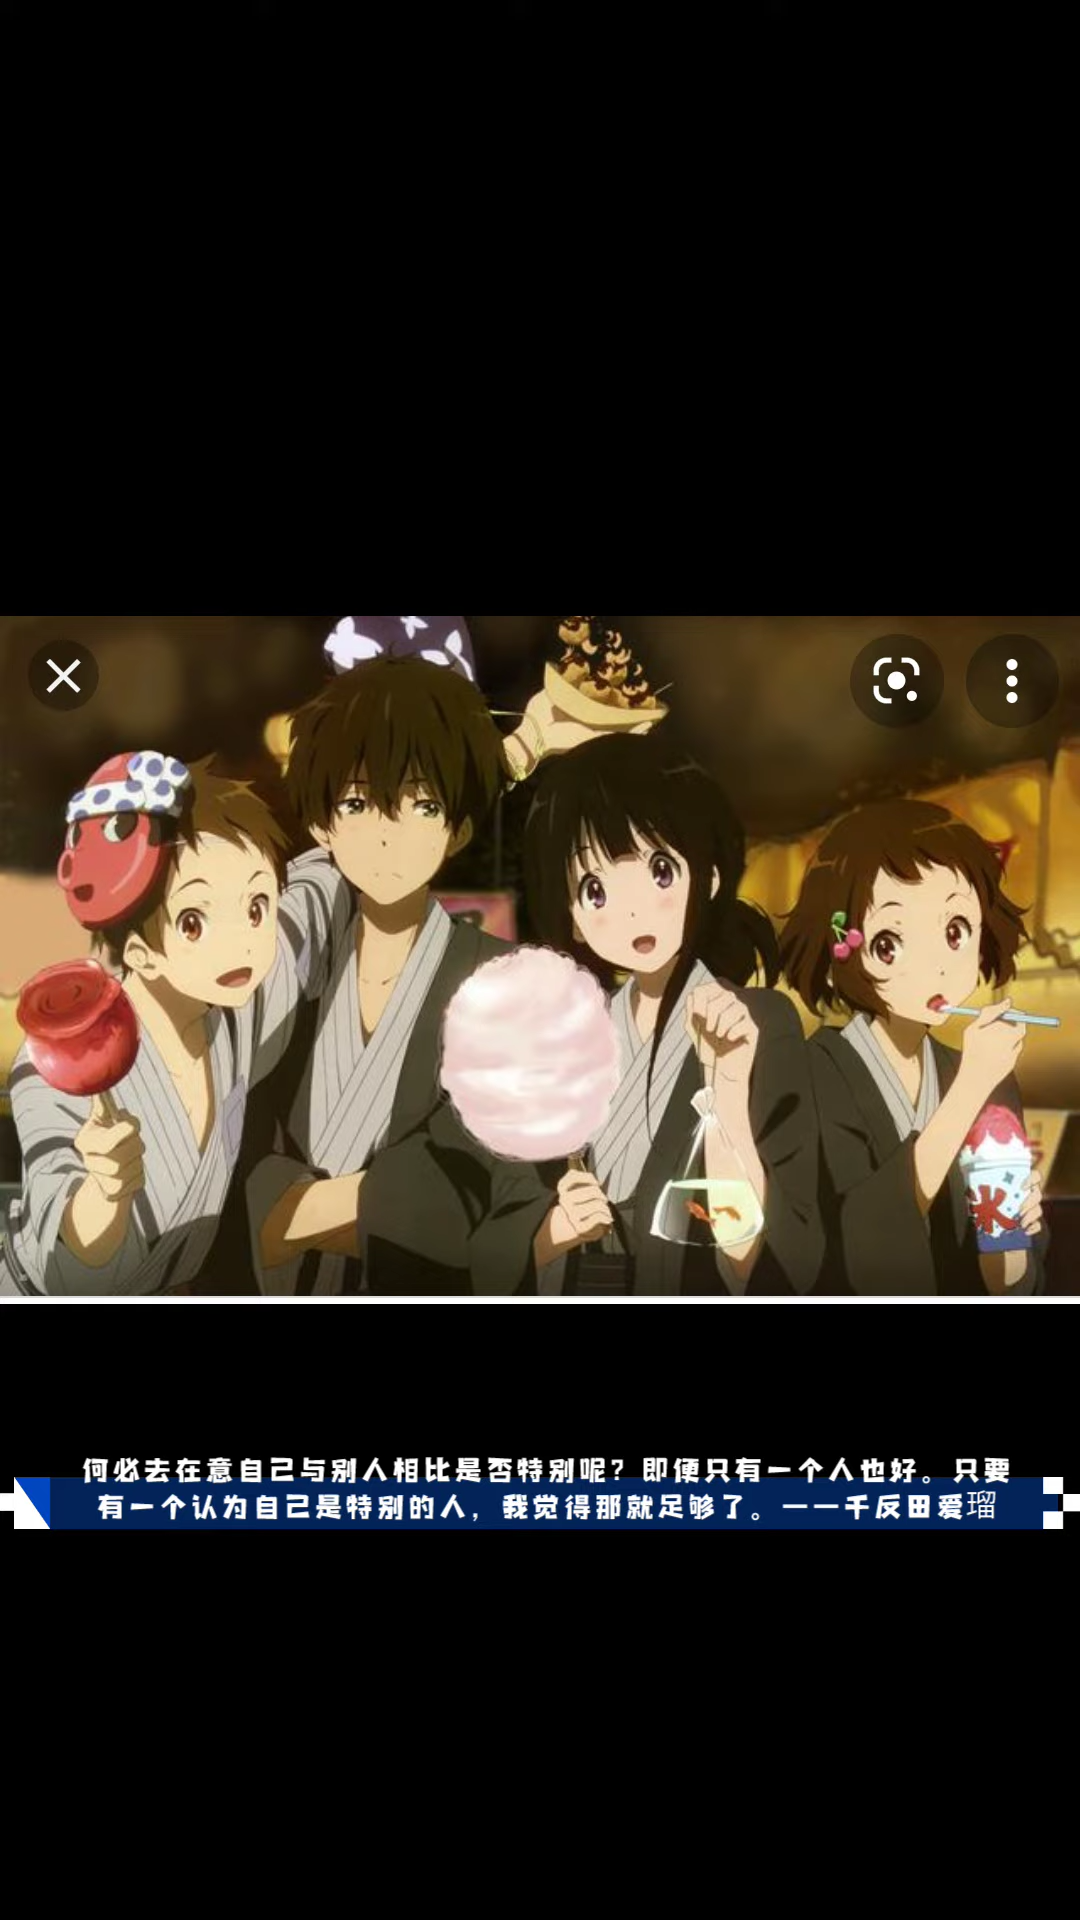 氷
何必去在意自己与别人相比是否特别呢？即便只有一个人也好。只要
有一个认为自己是特别的人，我觉得那就足够了。——千反田爱瑠